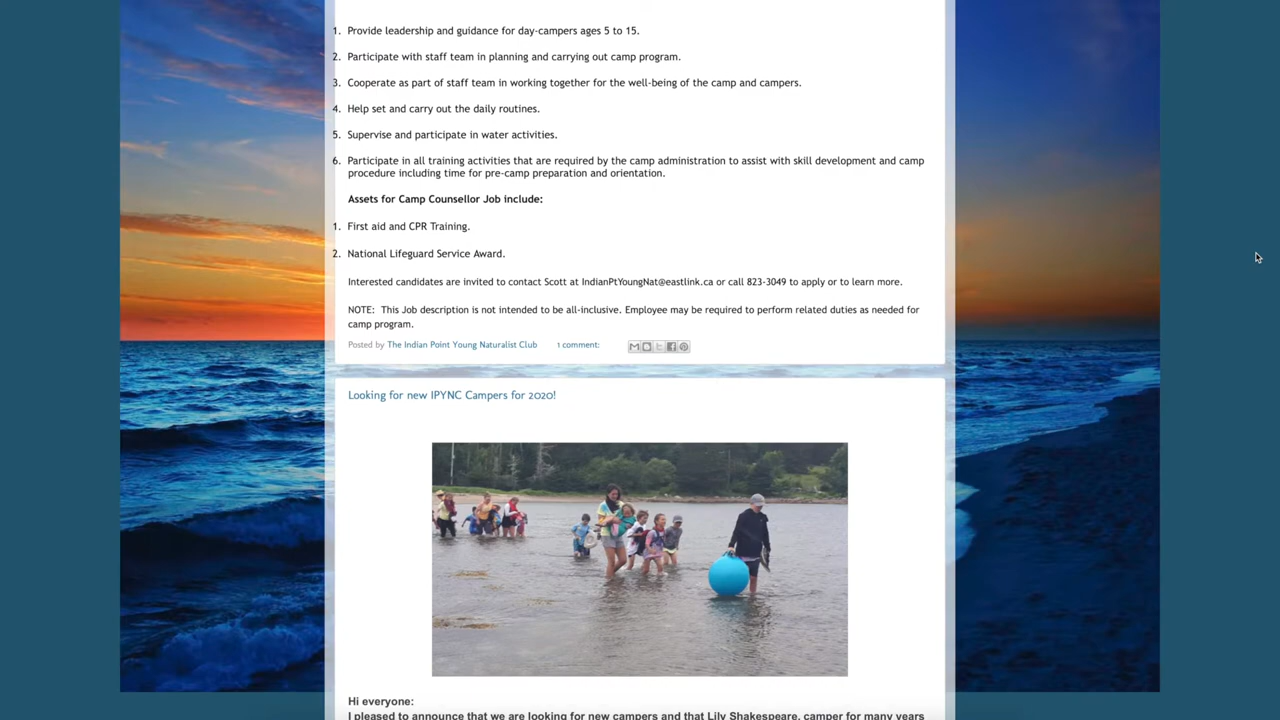 1. Provide leadership and guidance for day-campers ages 5 to 15.
2. Participate with staff team in planning and carrying out camp program.
3. Cooperate as part of staff team in working together for the well-being of the camp and campers.
4. Help set and carry out the daily routines.
5. Supervise and participate in water activities.
6. Participate in all training activities that are required by the camp administration to assist with skill development and camp
procedure including time for pre-camp preparation and orientation.
Assets for Camp Counsellor Job include:
1. First aid and CPR Training.
2. National Lifeguard Service Award.
Interested candidates are invited to contact Scott at IndianPtYoungNat@eastlink.ca or call 823-3049 to apply or to learn more.
NOTE: This Job description is not intended to be all-inclusive. Employee may be required to perform related duties as needed for
camp program.
Posted by The Indian Point Young Naturalist Club 1 comment:
Looking for new IPYNC Campers for 2020!
Hi everyone:
I pleased to announce that we are looking for new campers and that Lily Shakespeare, camper for many years